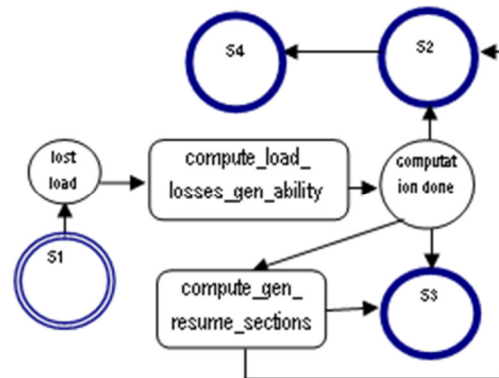 S4
S2
lost
load
compute_load_
losses_gen_ability
computat
ion done
S1
compute_gen_
resume_sections
S3